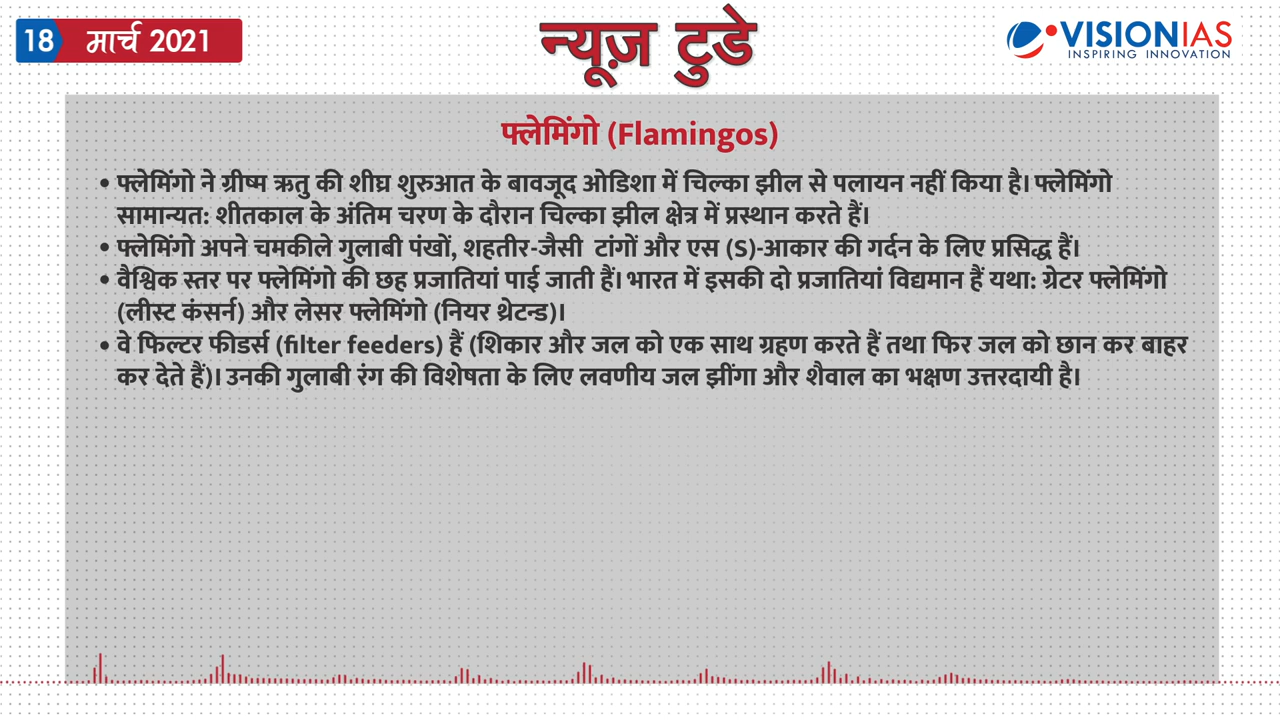 18 मार्च 2021
न्यूज़ टुडे
VISIONIAS
INSPIRING INNOVATION
फ्लेमिंगो (Flamingos)
• फ्लेमिंगो ने ग्रीष्म ऋतु की शीघ्र शुरुआत के बावजूद ओडिशा में चिल्का झील से पलायन नहीं किया है। फ्लेमिंगो
सामान्यत: शीतकाल के अंतिम चरण के दौरान चिल्का झील क्षेत्र में प्रस्थान करते हैं।
• फ्लेमिंगो अपने चमकीले गुलाबी पंखों, शहतीर-जैसी टांगों और एस (S)-आकार की गर्दन के लिए प्रसिद्ध हैं।
• वैश्विक स्तर पर फ्लेमिंगो की छह प्रजातियां पाई जाती हैं। भारत में इसकी दो प्रजातियां विद्यमान हैं यथा: ग्रेटर फ्लेमिंगो
(लीस्ट कंसर्न) और लेसर फ्लेमिंगो (नियर थ्रेटन्ड)।
• वे फिल्टर फीडर्स (filter feeders) हैं (शिकार और जल को एक साथ ग्रहण करते हैं तथा फिर जल को छान कर बाहर
कर देते हैं)। उनकी गुलाबी रंग की विशेषता के लिए लवणीय जल झींगा और शैवाल का भक्षण उत्तरदायी है।